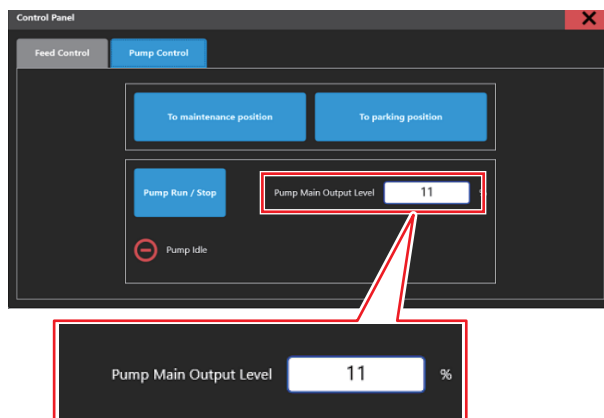 Control Panel
Feed Control
Pump Control
To maintenance position
To parking position
Pump Run / Stop
Pump Main Output Level 11 %
Pump Idle
Pump Main Output Level 11 %